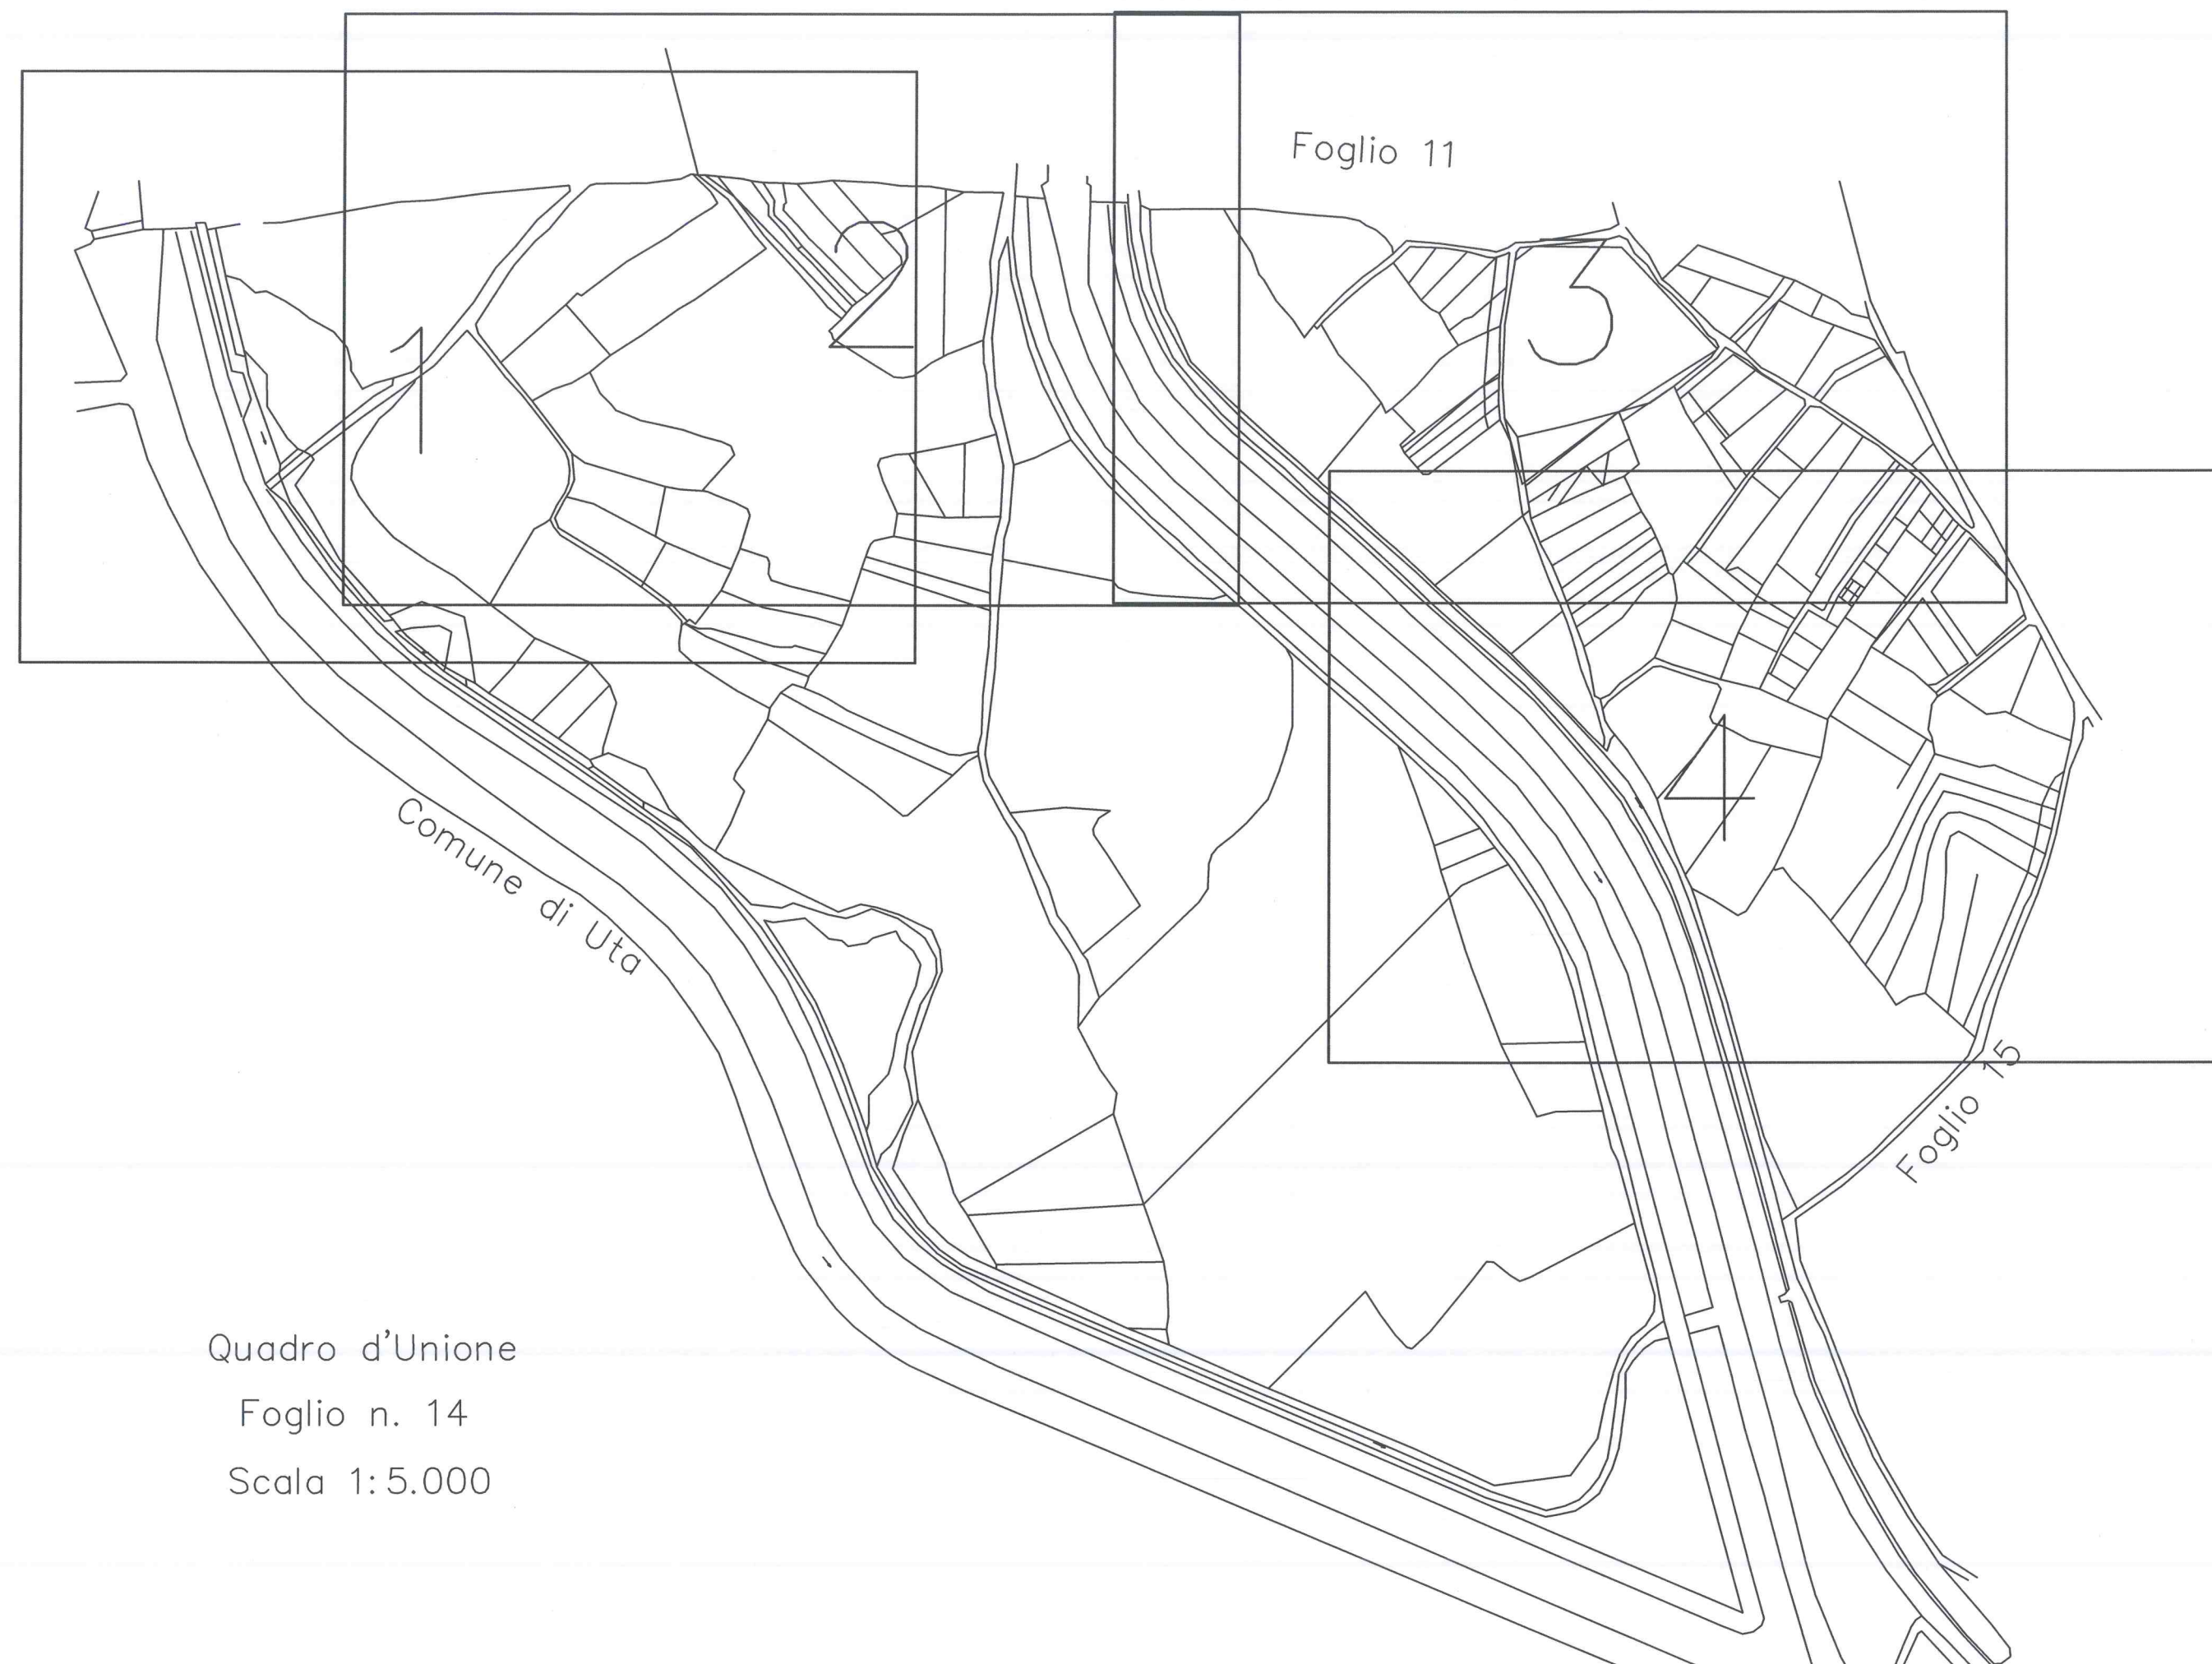 Foglio 11
1
2
3
4
Comune di Uta
Foglio 15
Quadro d'Unione
Foglio n. 14
Scala 1:5.000